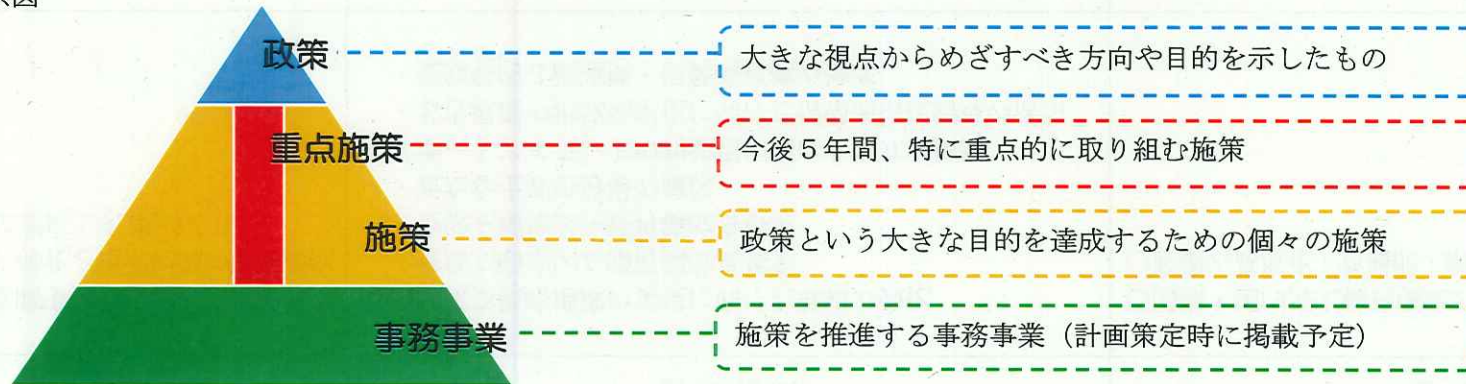 政策
大きな視点からめざすべき方向や目的を示したもの
重点施策
今後5年間、特に重点的に取り組む施策
施策
政策という大きな目的を達成するための個々の施策
事務事業
施策を推進する事務事業(計画策定時に掲載予定)